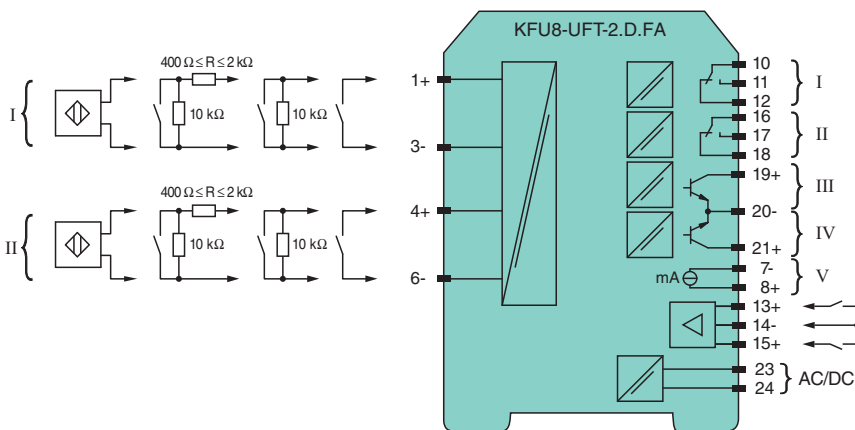 KFU8-UFT-2.D.FA
400 Ω ≤ R ≤ 2 kΩ
I
10 kΩ
10 kΩ
1+
3-
400 Ω ≤ R ≤ 2 kΩ
II
10 kΩ
10 kΩ
4+
6-
10
11
12
I
16
17
18
II
19+
III
20-
IV
21+
mA
7-
8+
V
13+
14-
15+
23
24
AC/DC